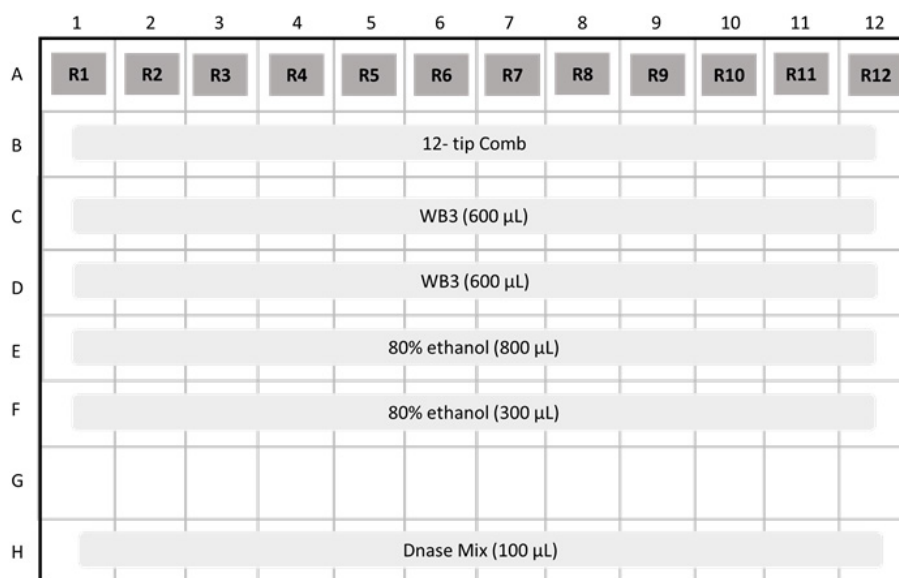 1 2 3 4 5 6 7 8 9 10 11 12
A R1 R2 R3 R4 R5 R6 R7 R8 R9 R10 R11 R12
B 12- tip Comb
C WB3 (600 µL)
D WB3 (600 µL)
E 80% ethanol (800 µL)
F 80% ethanol (300 µL)
G
H Dnase Mix (100 µL)